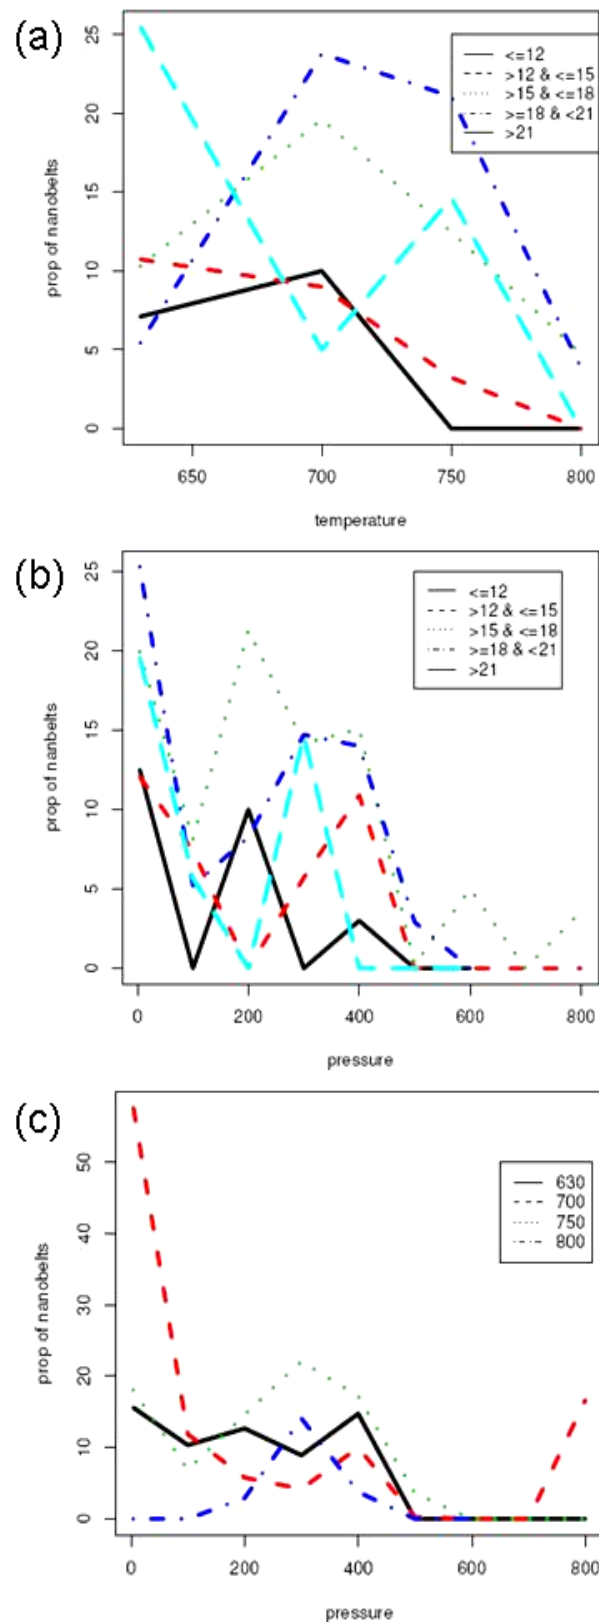 (a)
prop of nanobelts
25
20
15
10
5
0
<=12
>12 & <=15
>15 & <=18
>=18 & <21
>21
650 700 750 800
temperature
(b)
prop of nanbelts
25
20
15
10
5
0
<=12
>12 & <=15
>15 & <=18
>=18 & <21
>21
0 200 400 600 800
pressure
(c)
prop of nanobelts
50
40
30
20
10
0
630
700
750
800
0 200 400 600 800
pressure